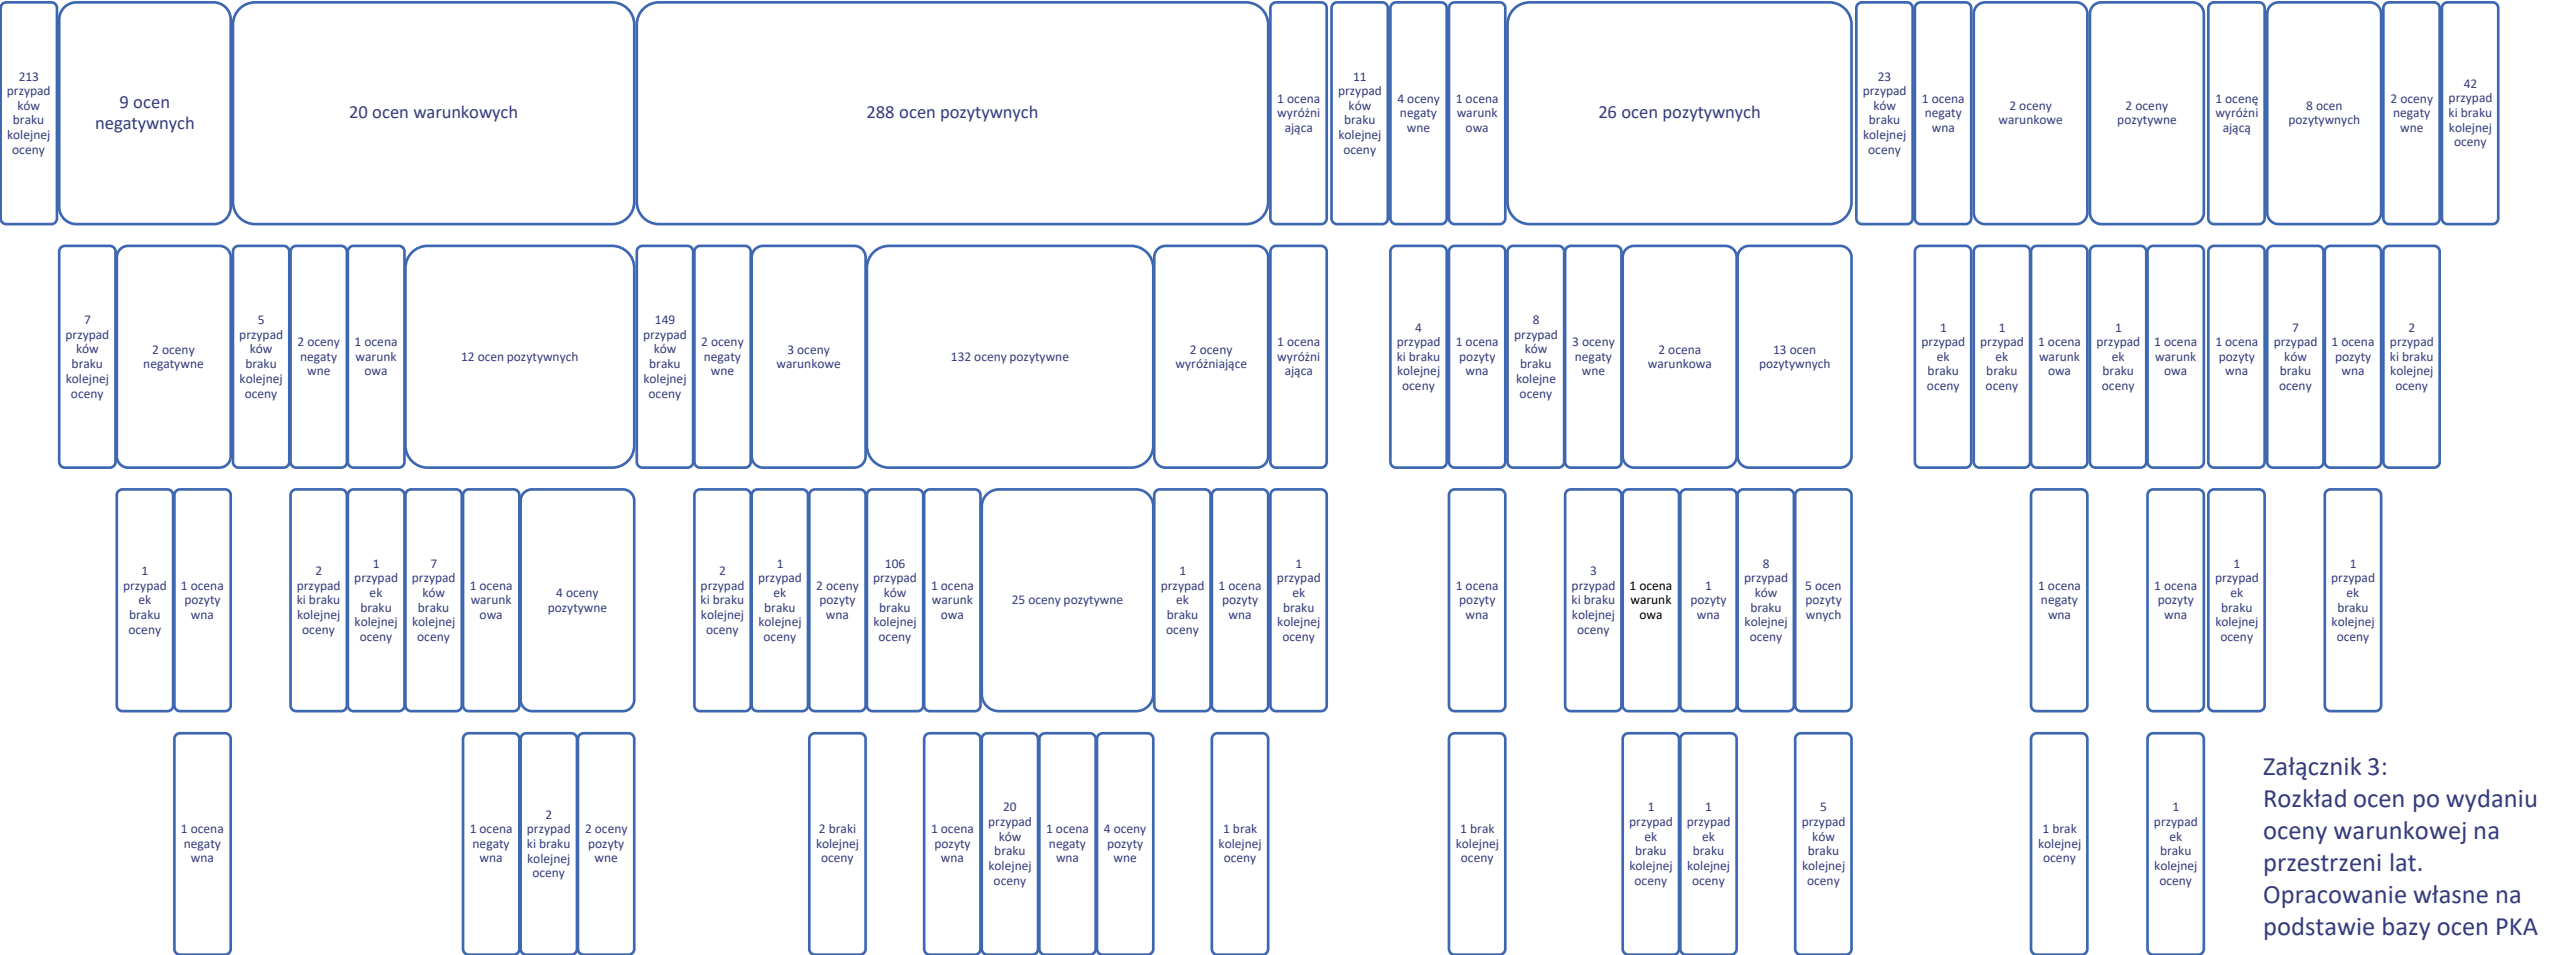 213
przypad
ków
braku
kolejnej
oceny
9 ocen
negatywnych
20 ocen warunkowych
288 ocen pozytywnych
1 ocena
wyróżni
ająca
11
przypad
ków
braku
kolejnej
oceny
4 oceny
negaty
wne
1 ocena
warunk
owa
26 ocen pozytywnych
23
przypad
ków
braku
kolejnej
oceny
1 ocena
negaty
wna
2 oceny
warunkowe
2 oceny
pozytywne
1 ocenę
wyróżni
ającą
8 ocen
pozytywnych
2 oceny
negaty
wne
42
przypad
ki braku
kolejnej
oceny
7
przypad
ków
braku
kolejnej
oceny
2 oceny
negatywne
5
przypad
ków
braku
kolejnej
oceny
2 oceny
negaty
wne
1 ocena
warunk
owa
12 ocen pozytywnych
149
przypad
ków
braku
kolejnej
oceny
2 oceny
negaty
wne
3 oceny
warunkowe
132 oceny pozytywne
2 oceny
wyróżniające
1 ocena
wyróżni
ająca
4
przypad
ki braku
kolejnej
oceny
1 ocena
pozyty
wna
8
przypad
ków
braku
kolejne
oceny
3 oceny
negaty
wne
2 ocena
warunkowa
13 ocen
pozytywnych
1
przypad
ek
braku
oceny
1
przypad
ek
braku
oceny
1 ocena
warunk
owa
1
przypad
ek
braku
oceny
1 ocena
warunk
owa
1 ocena
pozyty
wna
7
przypad
ków
braku
oceny
1 ocena
pozyty
wna
2
przypad
ki braku
kolejnej
oceny
1
przypad
ek
braku
oceny
1 ocena
pozyty
wna
2
przypad
ki braku
kolejnej
oceny
1
przypad
ek
braku
kolejnej
oceny
7
przypad
ków
braku
kolejnej
oceny
1 ocena
warunk
owa
4 oceny
pozytywne
2
przypad
ki braku
kolejnej
oceny
1
przypad
ek
braku
kolejnej
oceny
2 oceny
pozyty
wna
106
przypad
ków
braku
kolejnej
oceny
1 ocena
warunk
owa
25 oceny pozytywne
1
przypad
ek
braku
oceny
1 ocena
pozyty
wna
1
przypad
ek
braku
kolejnej
oceny
1 ocena
pozyty
wna
3
przypad
ki braku
kolejnej
oceny
1 ocena
warunk
owa
1
pozyty
wna
8
przypad
ków
braku
kolejnej
oceny
5 ocen
pozyty
wnych
1 ocena
negaty
wna
1 ocena
pozyty
wna
1
przypad
ek
braku
kolejnej
oceny
1
przypad
ek
braku
kolejnej
oceny
1 ocena
negaty
wna
1 ocena
negaty
wna
2
przypad
ki braku
kolejnej
oceny
2 oceny
pozyty
wne
2 braki
kolejnej
oceny
1 ocena
pozyty
wna
20
przypad
ków
braku
kolejnej
oceny
1 ocena
negaty
wna
4 oceny
pozyty
wne
1 brak
kolejnej
oceny
1 brak
kolejnej
oceny
1
przypad
ek
braku
kolejnej
oceny
1
przypad
ek
braku
kolejnej
oceny
5
przypad
ków
braku
kolejnej
oceny
1 brak
kolejnej
oceny
1
przypad
ek
braku
kolejnej
oceny
Załącznik 3:
Rozkład ocen po wydaniu
oceny warunkowej na
przestrzeni lat.
Opracowanie własne na
podstawie bazy ocen PKA